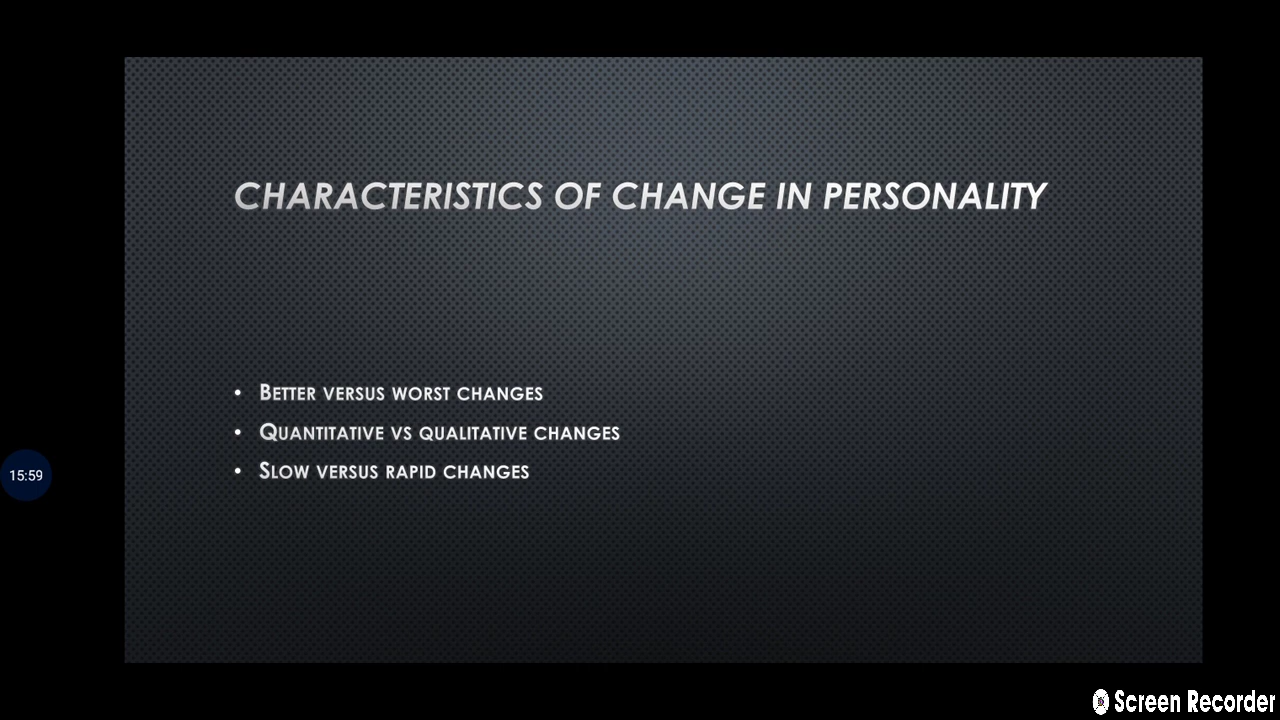 CHARACTERISTICS OF CHANGE IN PERSONALITY
• BETTER VERSUS WORST CHANGES
• QUANTITATIVE VS QUALITATIVE CHANGES
• SLOW VERSUS RAPID CHANGES
15:59
Screen Recorder